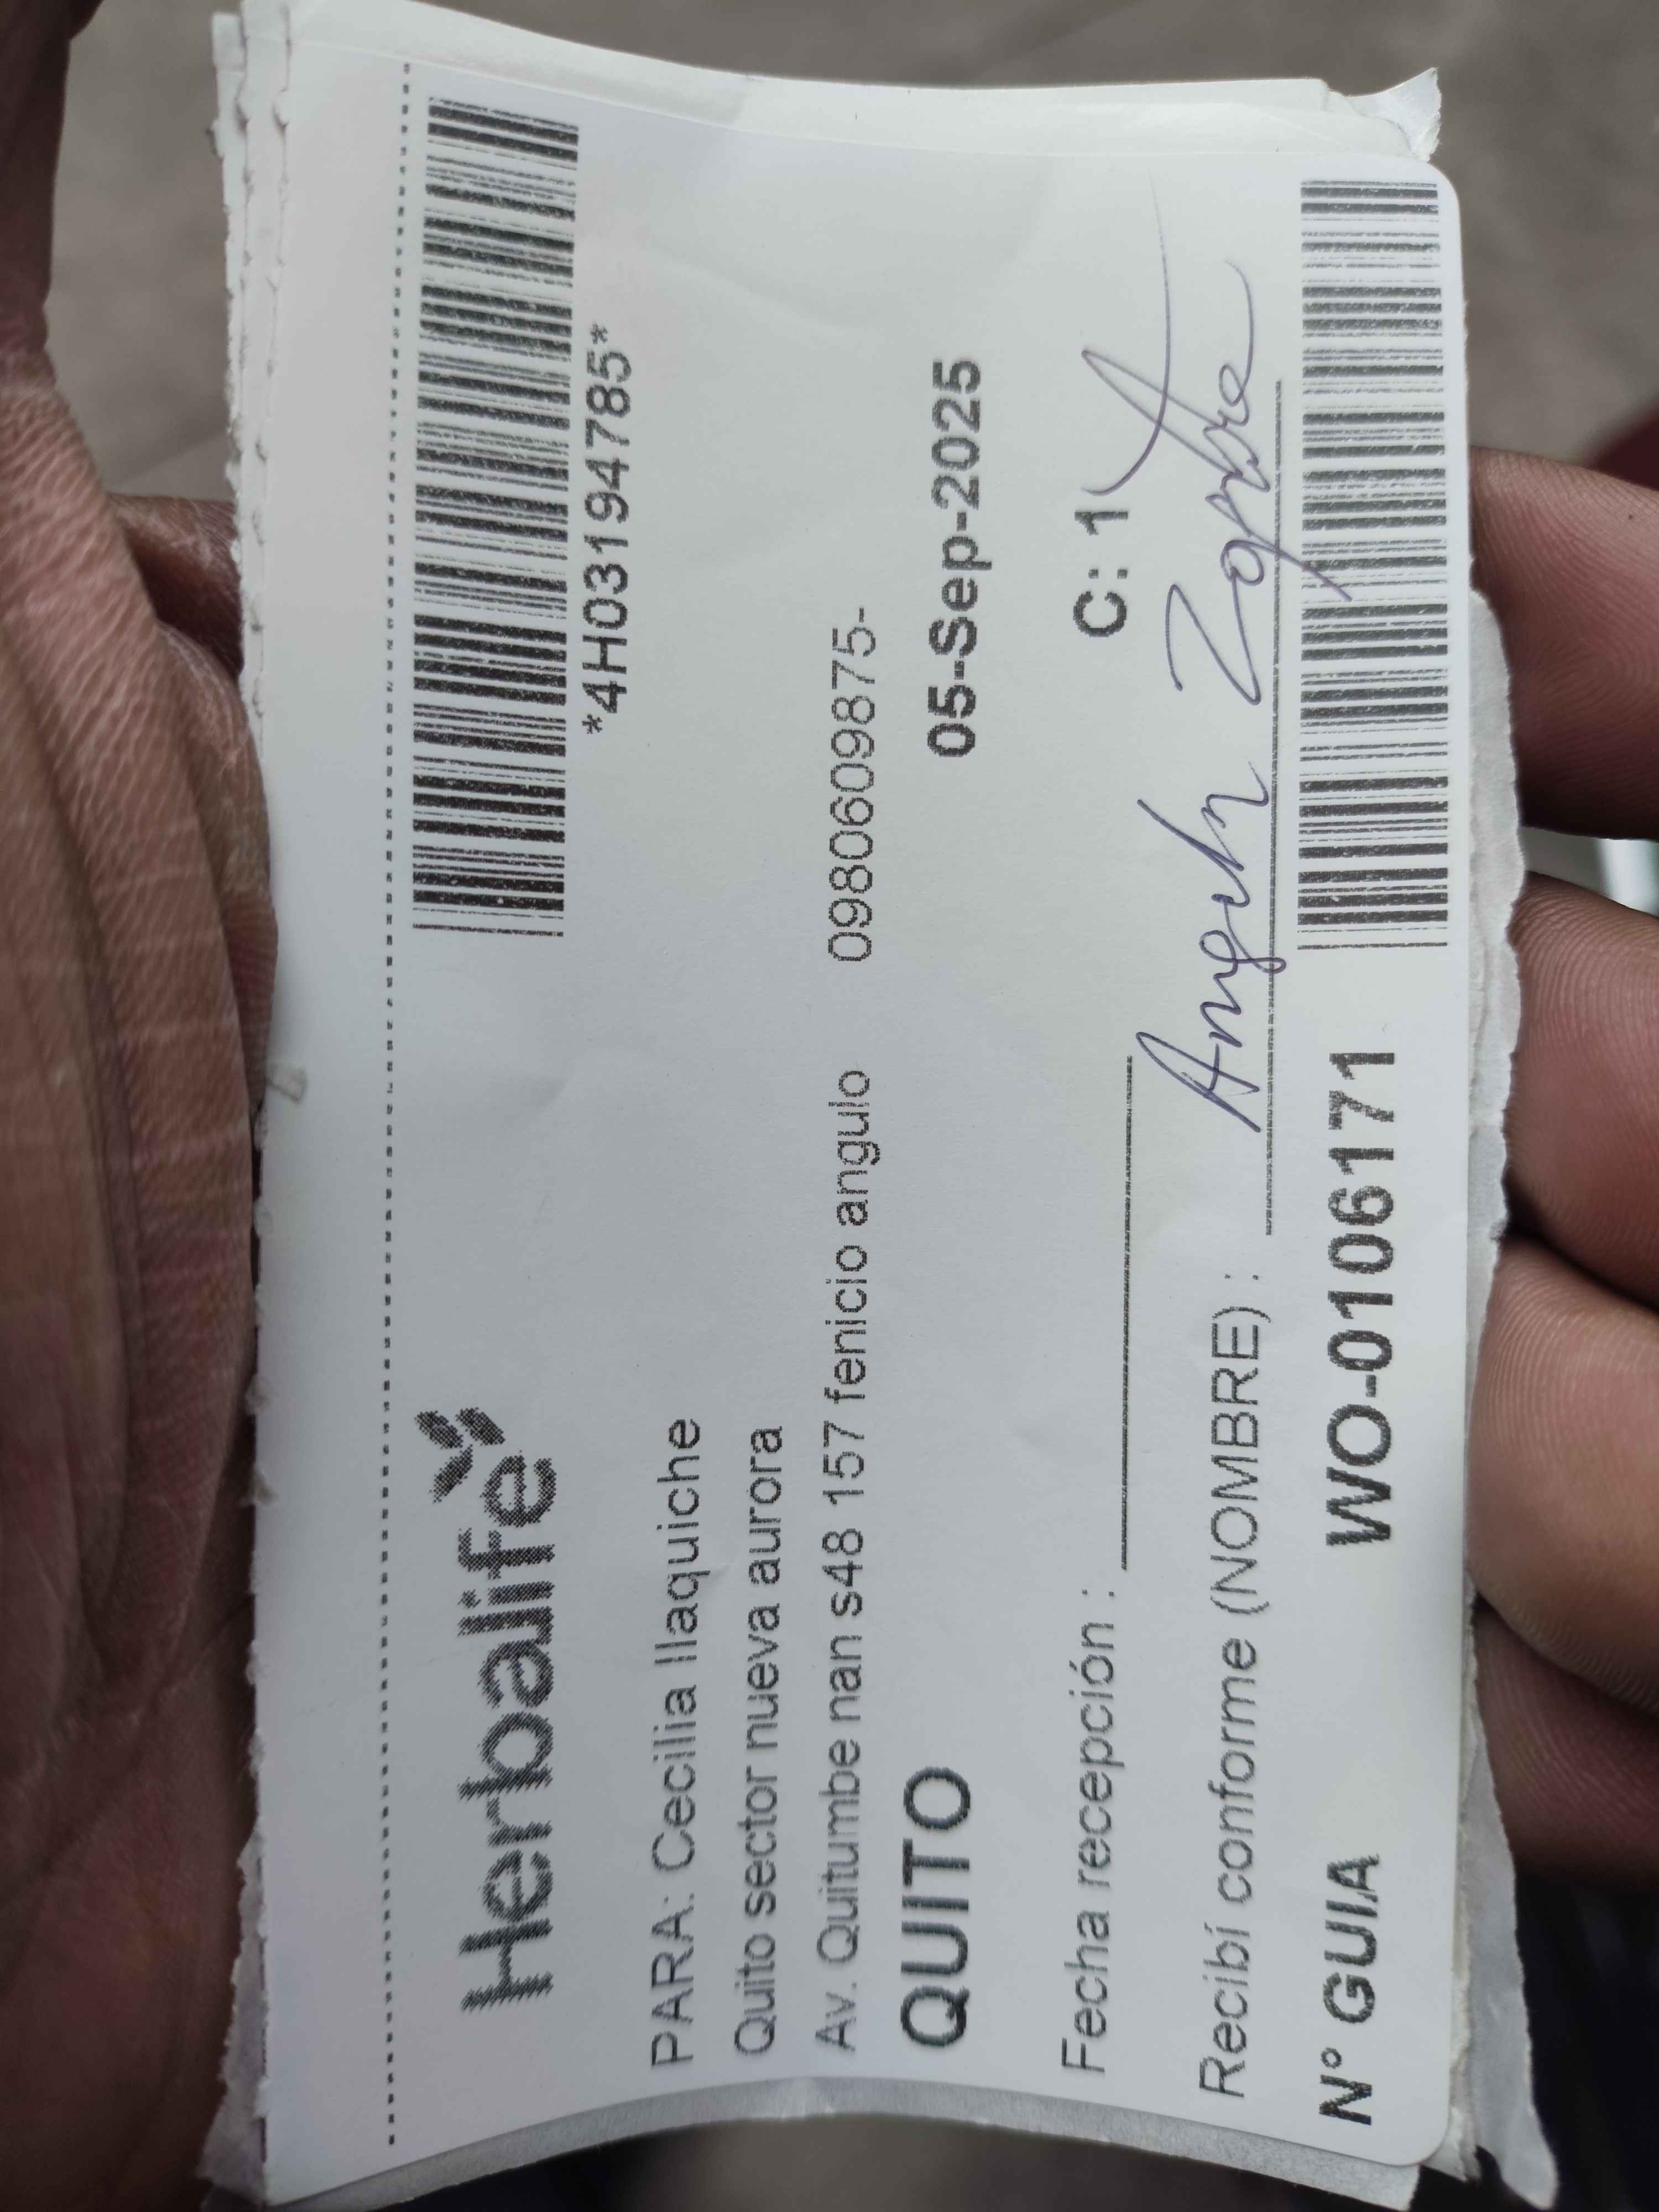 Herbalife
*4H03194785*
PARA: Cecilia llaquiche
Quito sector nueva aurora
Av. Quitumbe nan s48 157 fenicio angulo 0980609875-
QUITO 05-Sep-2025
Fecha recepción : C: 1
Recibí conforme (NOMBRE) :
N° GUIA WO-0106171